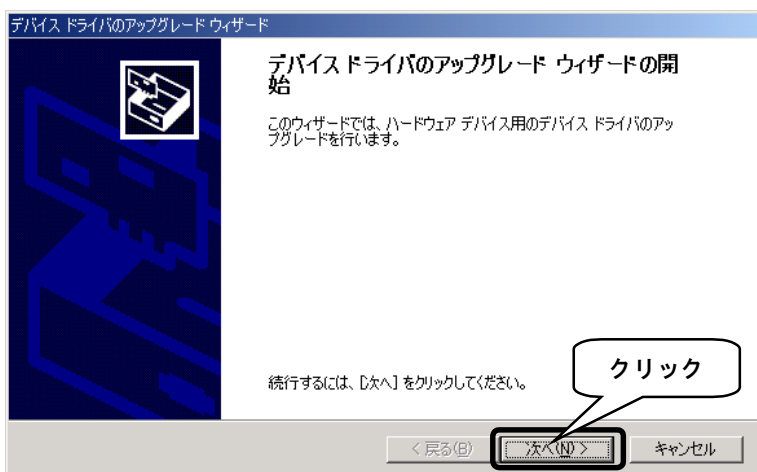 デバイス ドライバのアップグレード ウィザード
デバイス ドライバのアップグレード ウィザードの開
始
このウィザードでは、ハードウェア デバイス用のデバイス ドライバのアッ
プグレードを行います。
続行するには、[次へ] をクリックしてください。
クリック
< 戻る(B)
次へ(N) >
キャンセル